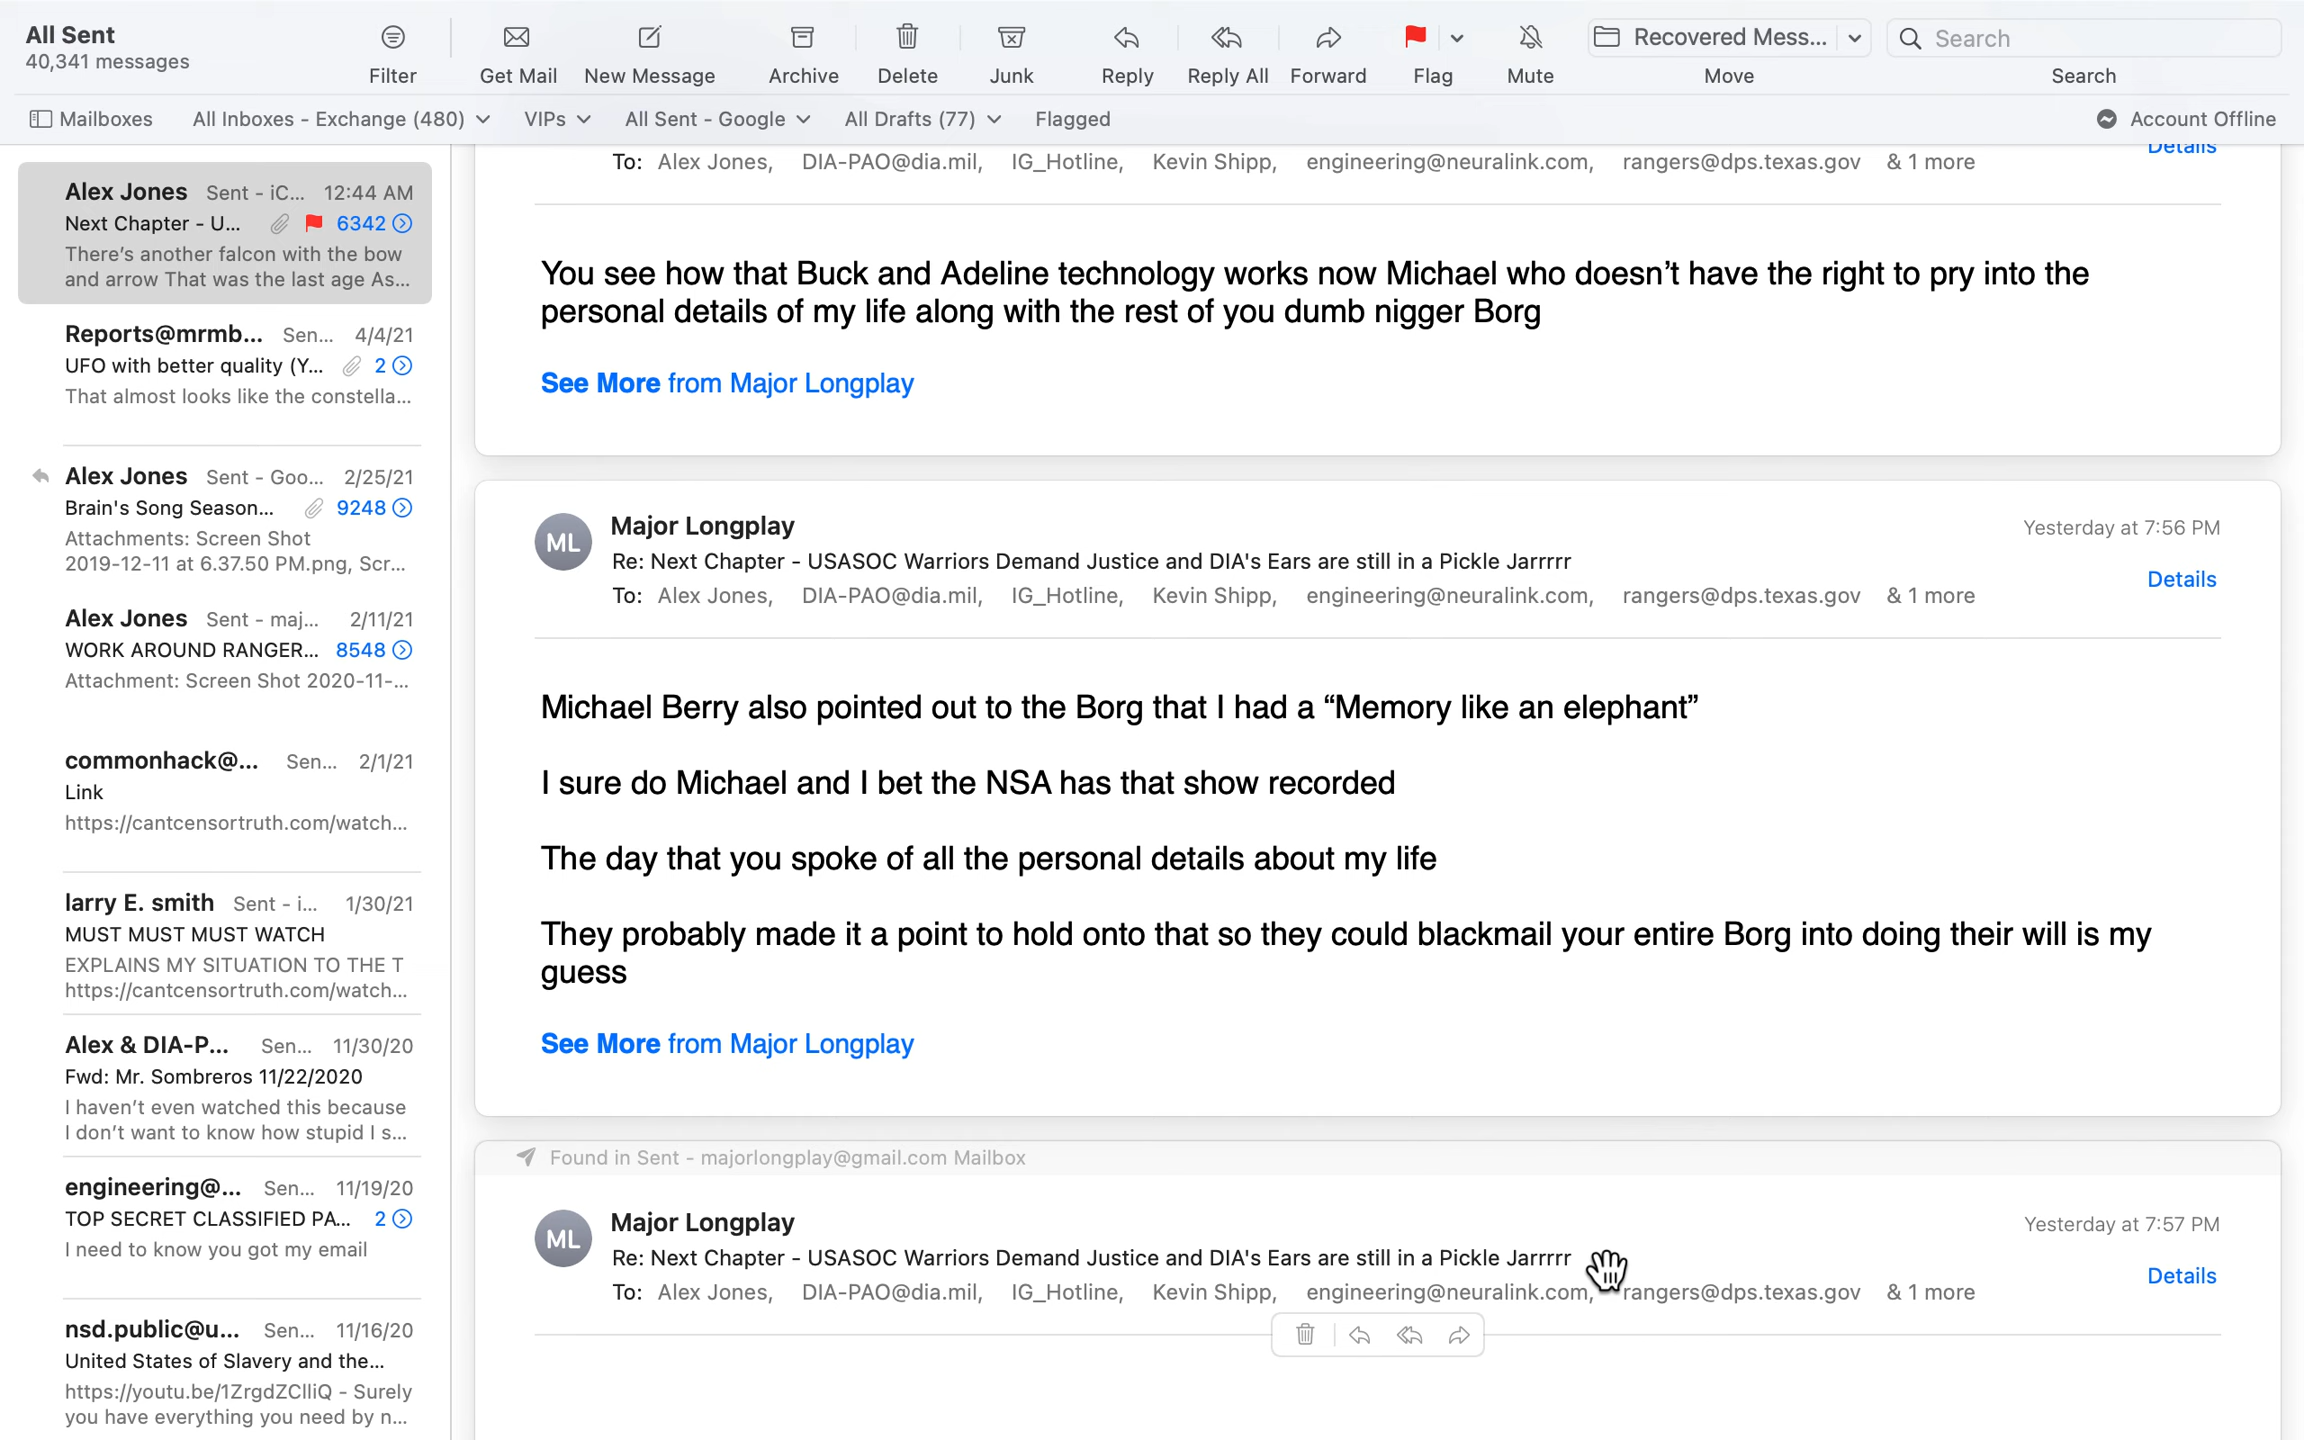 All Sent
40,341 messages
Filter
Get Mail
New Message
Archive
Delete
Junk
Reply
Reply All
Forward
Flag
Mute
Recovered Mess...
Move
Search
Search
Mailboxes
All Inboxes - Exchange (480)
VIPs
All Sent - Google
All Drafts (77)
Flagged
Account Offline
Alex Jones Sent - iC... 12:44 AM
Next Chapter - U... 6342
There's another falcon with the bow
and arrow That was the last age As...
Reports@mrmb... Sen... 4/4/21
UFO with better quality (Y... 2
That almost looks like the constella...
Alex Jones Sent - Goo... 2/25/21
Brain's Song Season... 9248
Attachments: Screen Shot
2019-12-11 at 6.37.50 PM.png, Scr...
Alex Jones Sent - maj... 2/11/21
WORK AROUND RANGER... 8548
Attachment: Screen Shot 2020-11-...
commonhack@... Sen... 2/1/21
Link
https://cantcensortruth.com/watch...
larry E. smith Sent - i... 1/30/21
MUST MUST MUST WATCH
EXPLAINS MY SITUATION TO THE T
https://cantcensortruth.com/watch...
Alex & DIA-P... Sen... 11/30/20
Fwd: Mr. Sombreros 11/22/2020
I haven't even watched this because
I don't want to know how stupid I s...
engineering@... Sen... 11/19/20
TOP SECRET CLASSIFIED PA... 2
I need to know you got my email
nsd.public@u... Sen... 11/16/20
United States of Slavery and the...
https://youtu.be/1ZrgdZClliQ - Surely
you have everything you need by n...
Details
To: Alex Jones, DIA-PAO@dia.mil, IG_Hotline, Kevin Shipp, engineering@neuralink.com, rangers@dps.texas.gov & 1 more
You see how that Buck and Adeline technology works now Michael who doesn't have the right to pry into the
personal details of my life along with the rest of you dumb nigger Borg
See More from Major Longplay
ML
Major Longplay
Yesterday at 7:56 PM
Re: Next Chapter - USASOC Warriors Demand Justice and DIA's Ears are still in a Pickle Jarrrrr
Details
To: Alex Jones, DIA-PAO@dia.mil, IG_Hotline, Kevin Shipp, engineering@neuralink.com, rangers@dps.texas.gov & 1 more
Michael Berry also pointed out to the Borg that I had a “Memory like an elephant”
I sure do Michael and I bet the NSA has that show recorded
The day that you spoke of all the personal details about my life
They probably made it a point to hold onto that so they could blackmail your entire Borg into doing their will is my
guess
See More from Major Longplay
Found in Sent - majorlongplay@gmail.com Mailbox
ML
Major Longplay
Yesterday at 7:57 PM
Re: Next Chapter - USASOC Warriors Demand Justice and DIA's Ears are still in a Pickle Jarrrrr
Details
To: Alex Jones, DIA-PAO@dia.mil, IG_Hotline, Kevin Shipp, engineering@neuralink.com, rangers@dps.texas.gov & 1 more